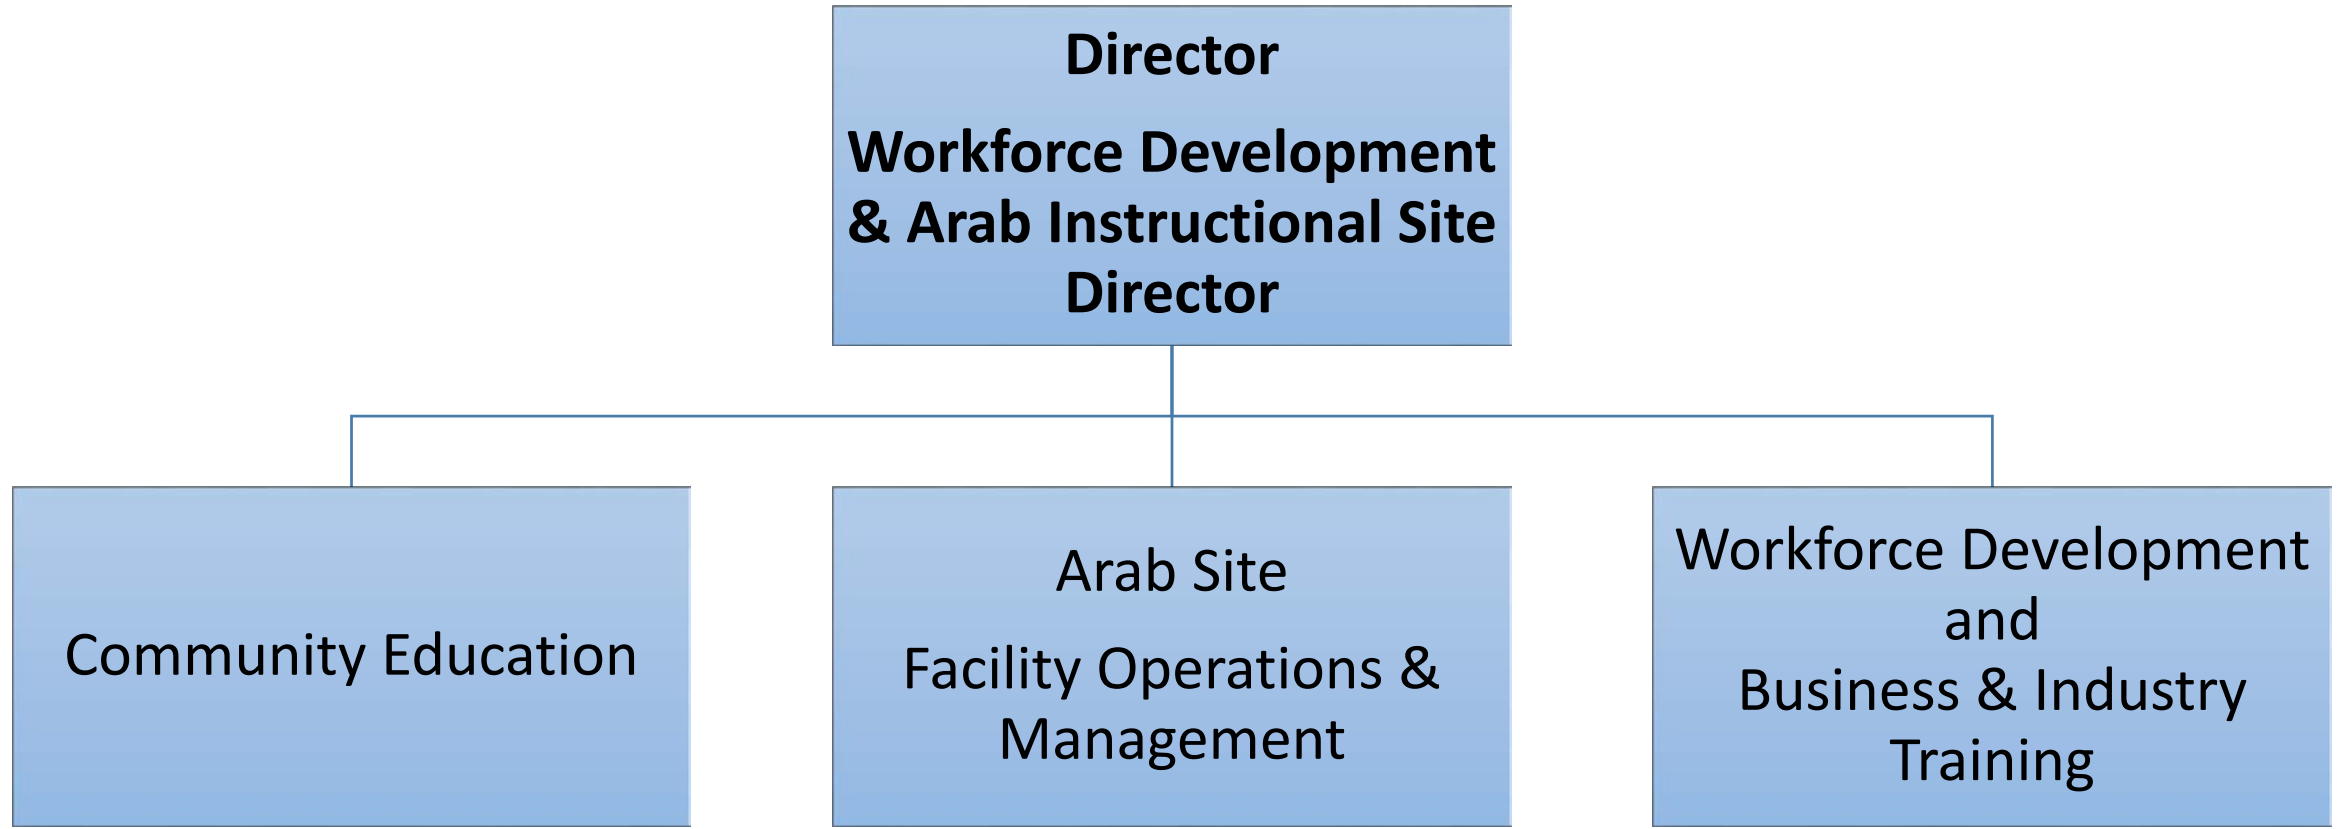 Director
Workforce Development
& Arab Instructional Site
Director
Community Education
Arab Site
Facility Operations &
Management
Workforce Development
and
Business & Industry
Training